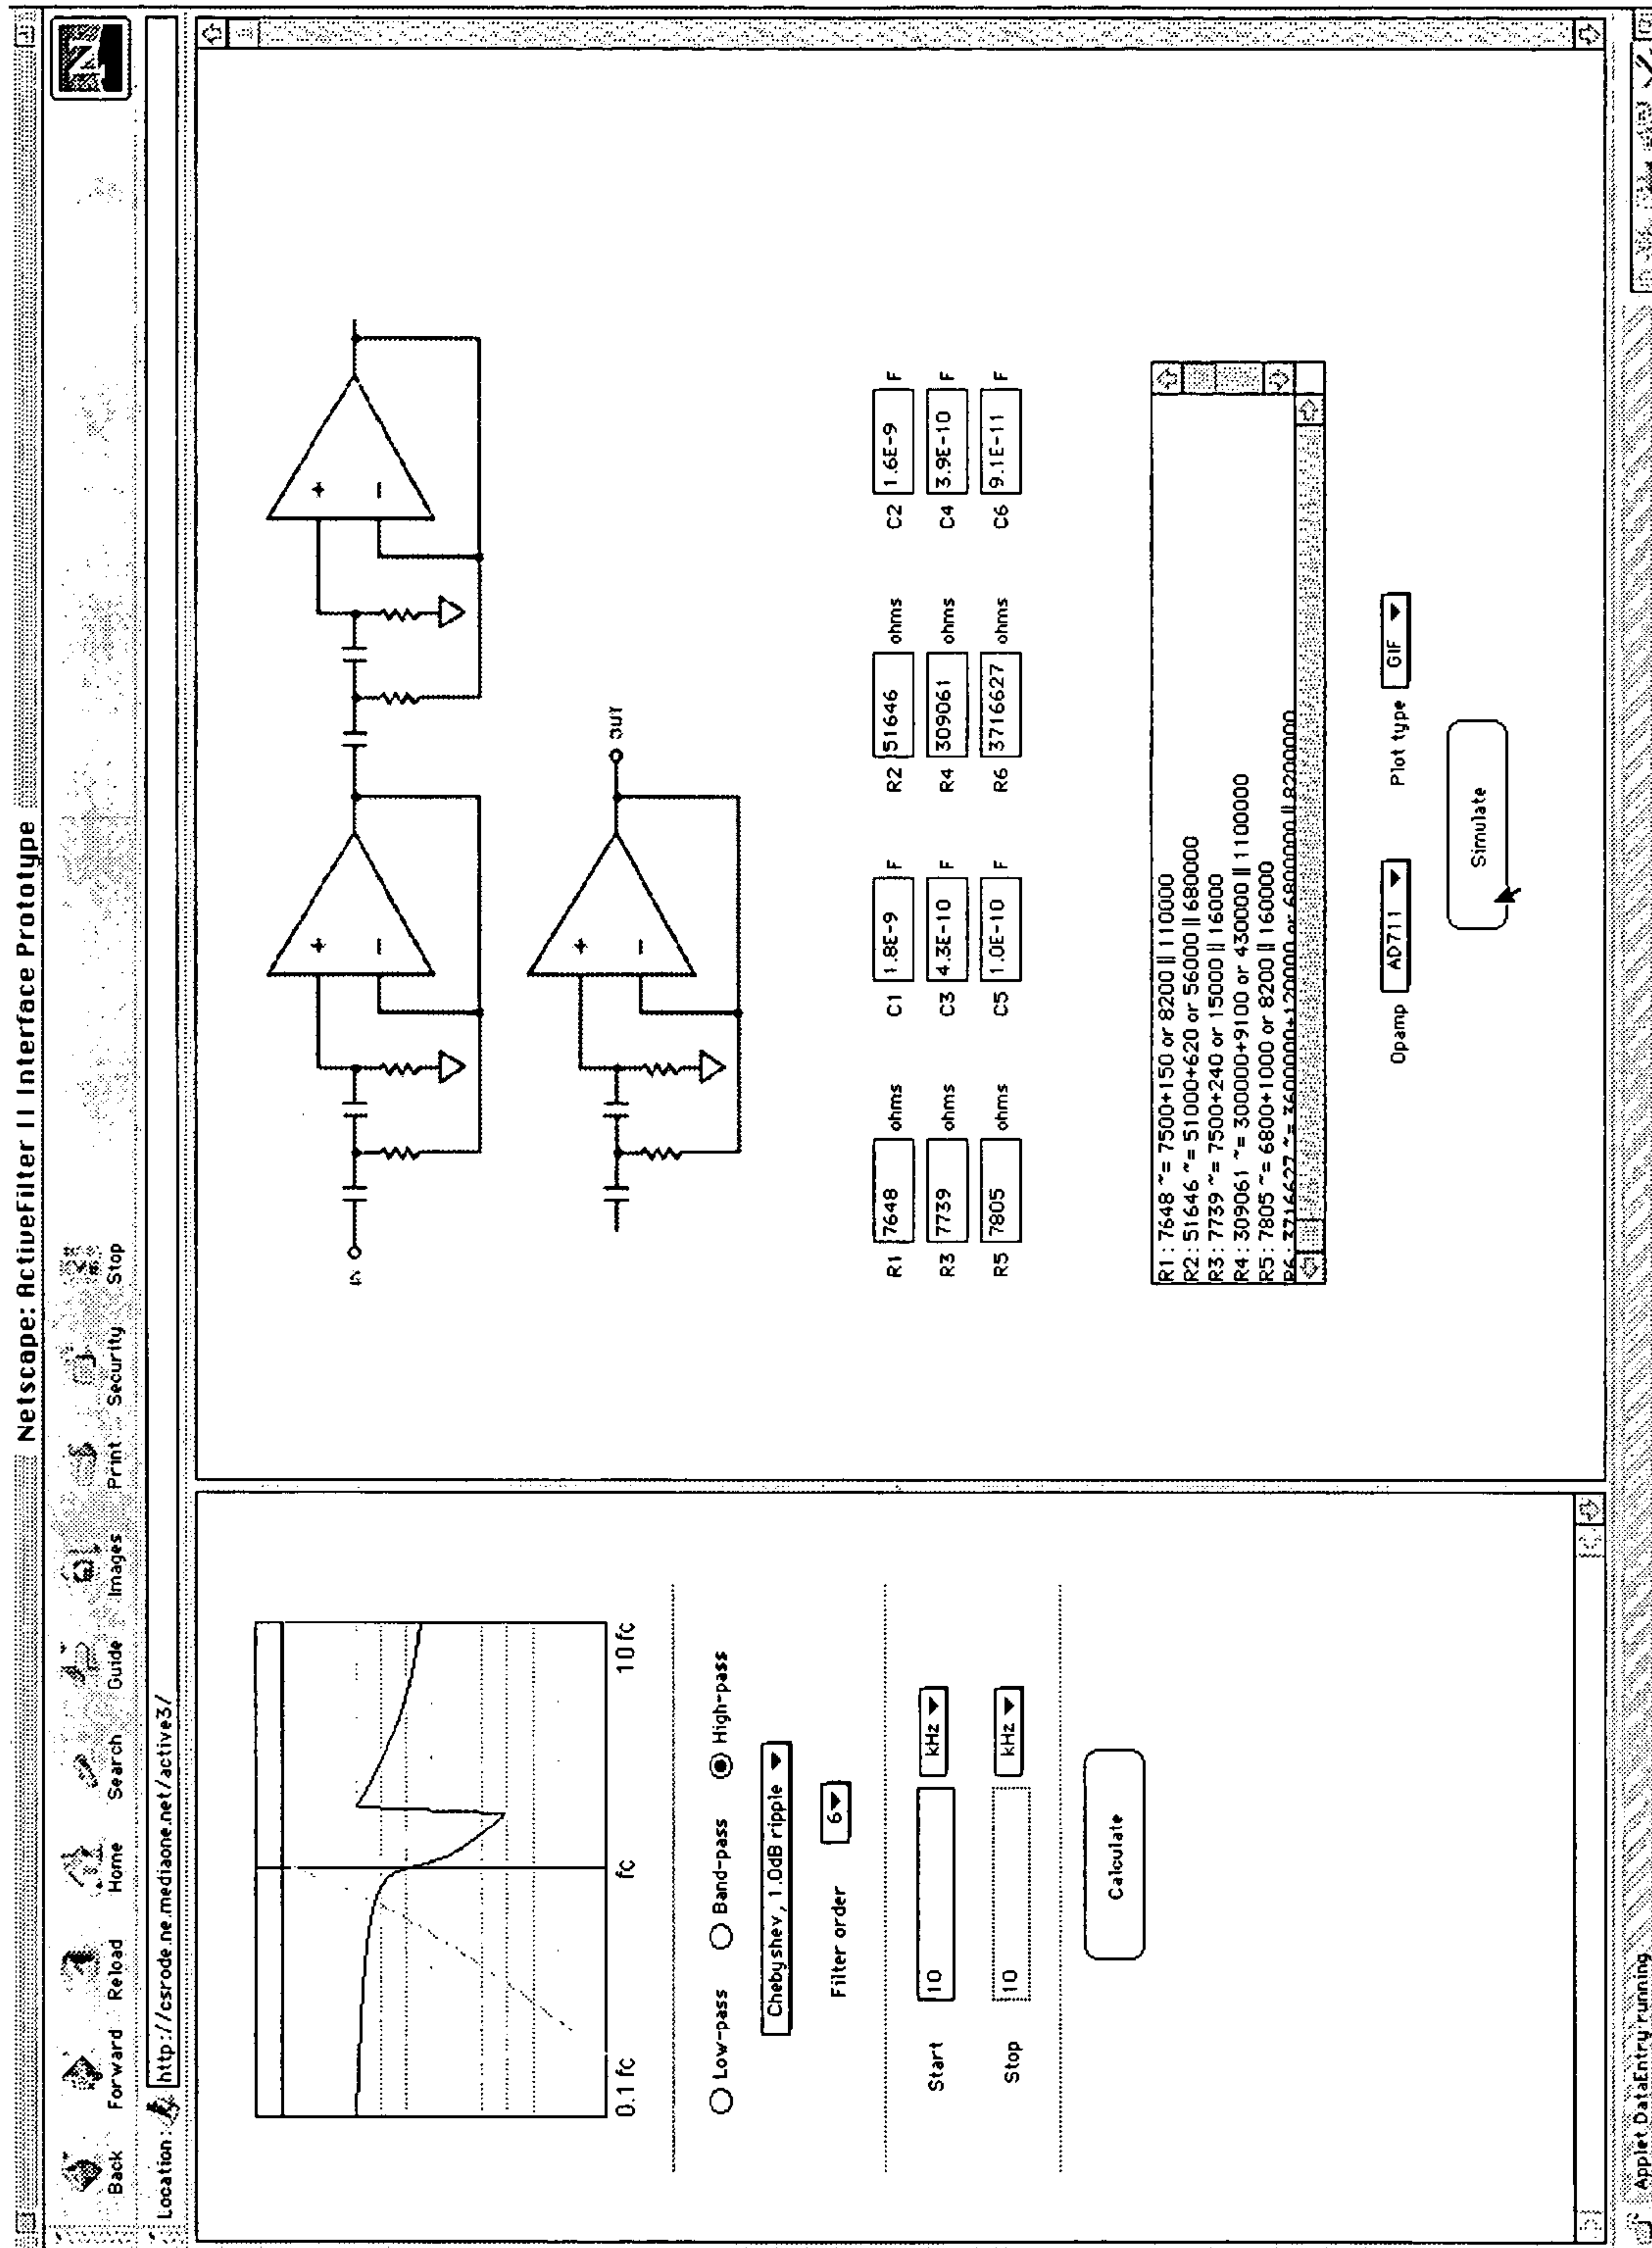 Netscape: ActiveFilter II Interface Prototype
Back Forward Reload Home Search Guide Images Print Security Stop
N
Location: http://csrode.ne.mediaone.net/active3/
0.1 fc fc 10 fc
Low-pass Band-pass High-pass
Chebyshev, 1.0dB ripple
Filter order 6
Start 10 kHz
Stop 10 kHz
Calculate
+ − + −
+ −
OUT
R1 7648 ohms C1 1.8E-9 F R2 51646 ohms C2 1.6E-9 F
R3 7739 ohms C3 4.3E-10 F R4 309061 ohms C4 3.9E-10 F
R5 7805 ohms C5 1.0E-10 F R6 3716627 ohms C6 9.1E-11 F
R1: 7648 ~= 7500+150 or 8200 || 110000
R2: 51646 ~= 51000+620 or 56000 || 680000
R3: 7739 ~= 7500+240 or 15000 || 16000
R4: 309061 ~= 300000+9100 or 430000 || 1100000
R5: 7805 ~= 6800+1000 or 8200 || 160000
R6: 3716627 ~= 3600000+120000 or 6800000 || 8200000
Opamp AD711 Plot type GIF
Simulate
Applet DataEntry running